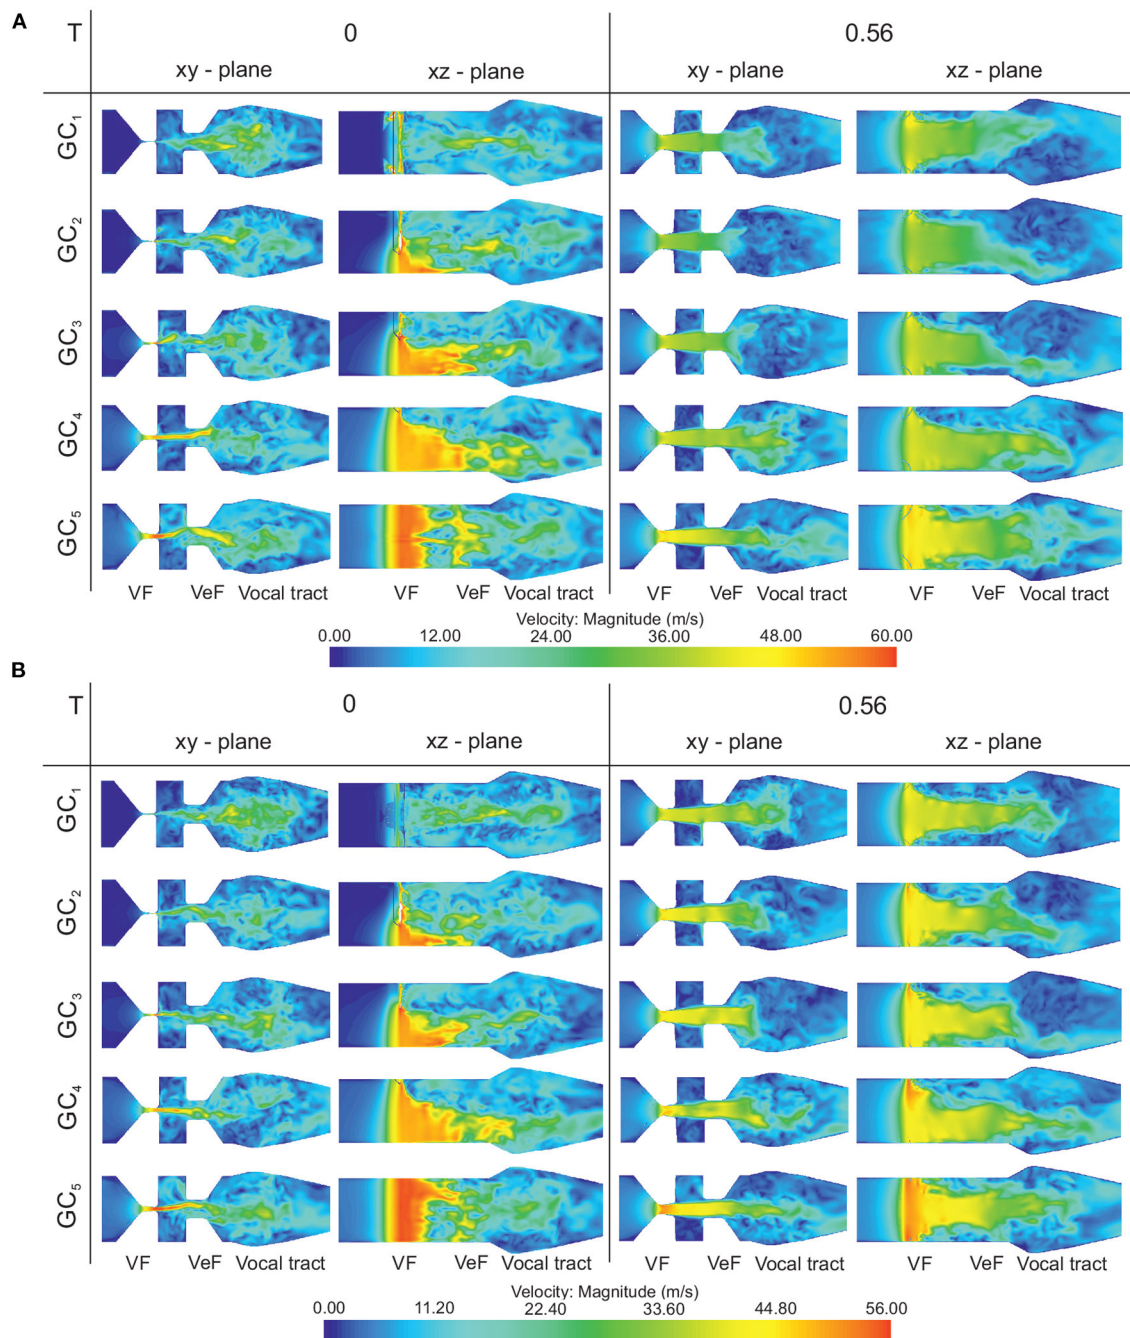 A
T 0 0.56
xy - plane xz - plane xy - plane xz - plane
GC1
GC2
GC3
GC4
GC5
VF VeF Vocal tract VF VeF Vocal tract VF VeF Vocal tract VF VeF Vocal tract
Velocity: Magnitude (m/s)
0.00 12.00 24.00 36.00 48.00 60.00
B
T 0 0.56
xy - plane xz - plane xy - plane xz - plane
GC1
GC2
GC3
GC4
GC5
VF VeF Vocal tract VF VeF Vocal tract VF VeF Vocal tract VF VeF Vocal tract
Velocity: Magnitude (m/s)
0.00 11.20 22.40 33.60 44.80 56.00